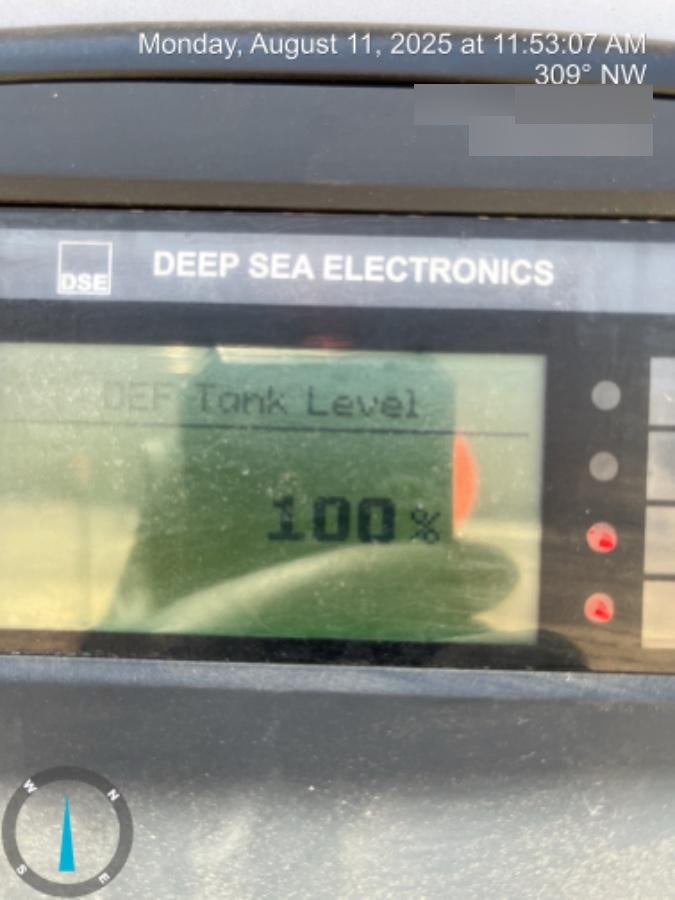 Monday, August 11, 2025 at 11:53:07 AM
309° NW
DSE
DEEP SEA ELECTRONICS
DEF Tank Level
100 %
W
N
S
E